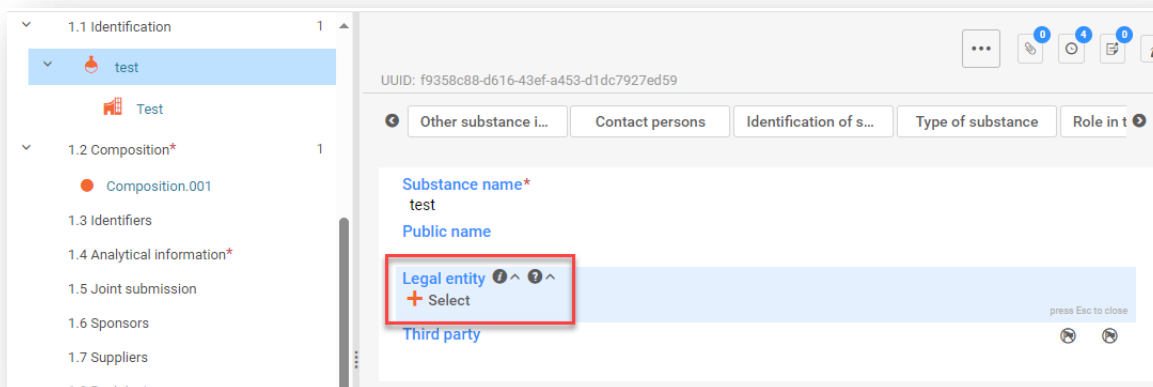 1.1 Identification 1
test
Test
1.2 Composition* 1
Composition.001
1.3 Identifiers
1.4 Analytical information*
1.5 Joint submission
1.6 Sponsors
1.7 Suppliers
0 4 0
UUID: f9358c88-d616-43ef-a453-d1dc7927ed59
Other substance i... Contact persons Identification of s... Type of substance Role in t
Substance name*
test
Public name
Legal entity
Select
press Esc to close
Third party